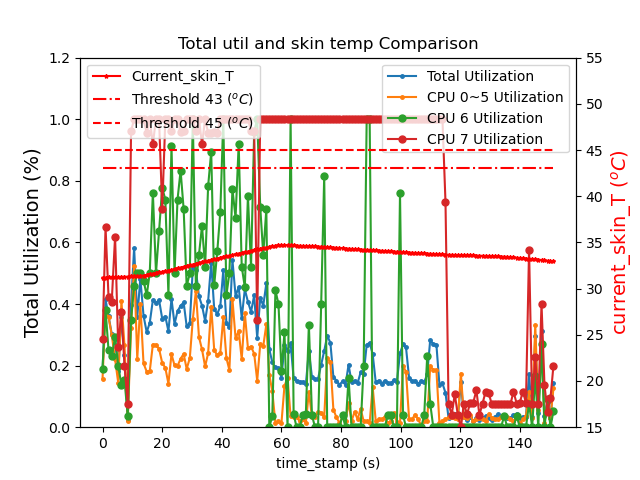 Total util and skin temp Comparison
Current_skin_T
Threshold 43 (°C)
Threshold 45 (°C)
Total Utilization
CPU 0~5 Utilization
CPU 6 Utilization
CPU 7 Utilization
Total Utilization (%)
1.2
1.0
0.8
0.6
0.4
0.2
0.0
55
50
45
40
35
30
25
20
15
current_skin_T (°C)
0
20
40
60
80
100
120
140
time_stamp (s)